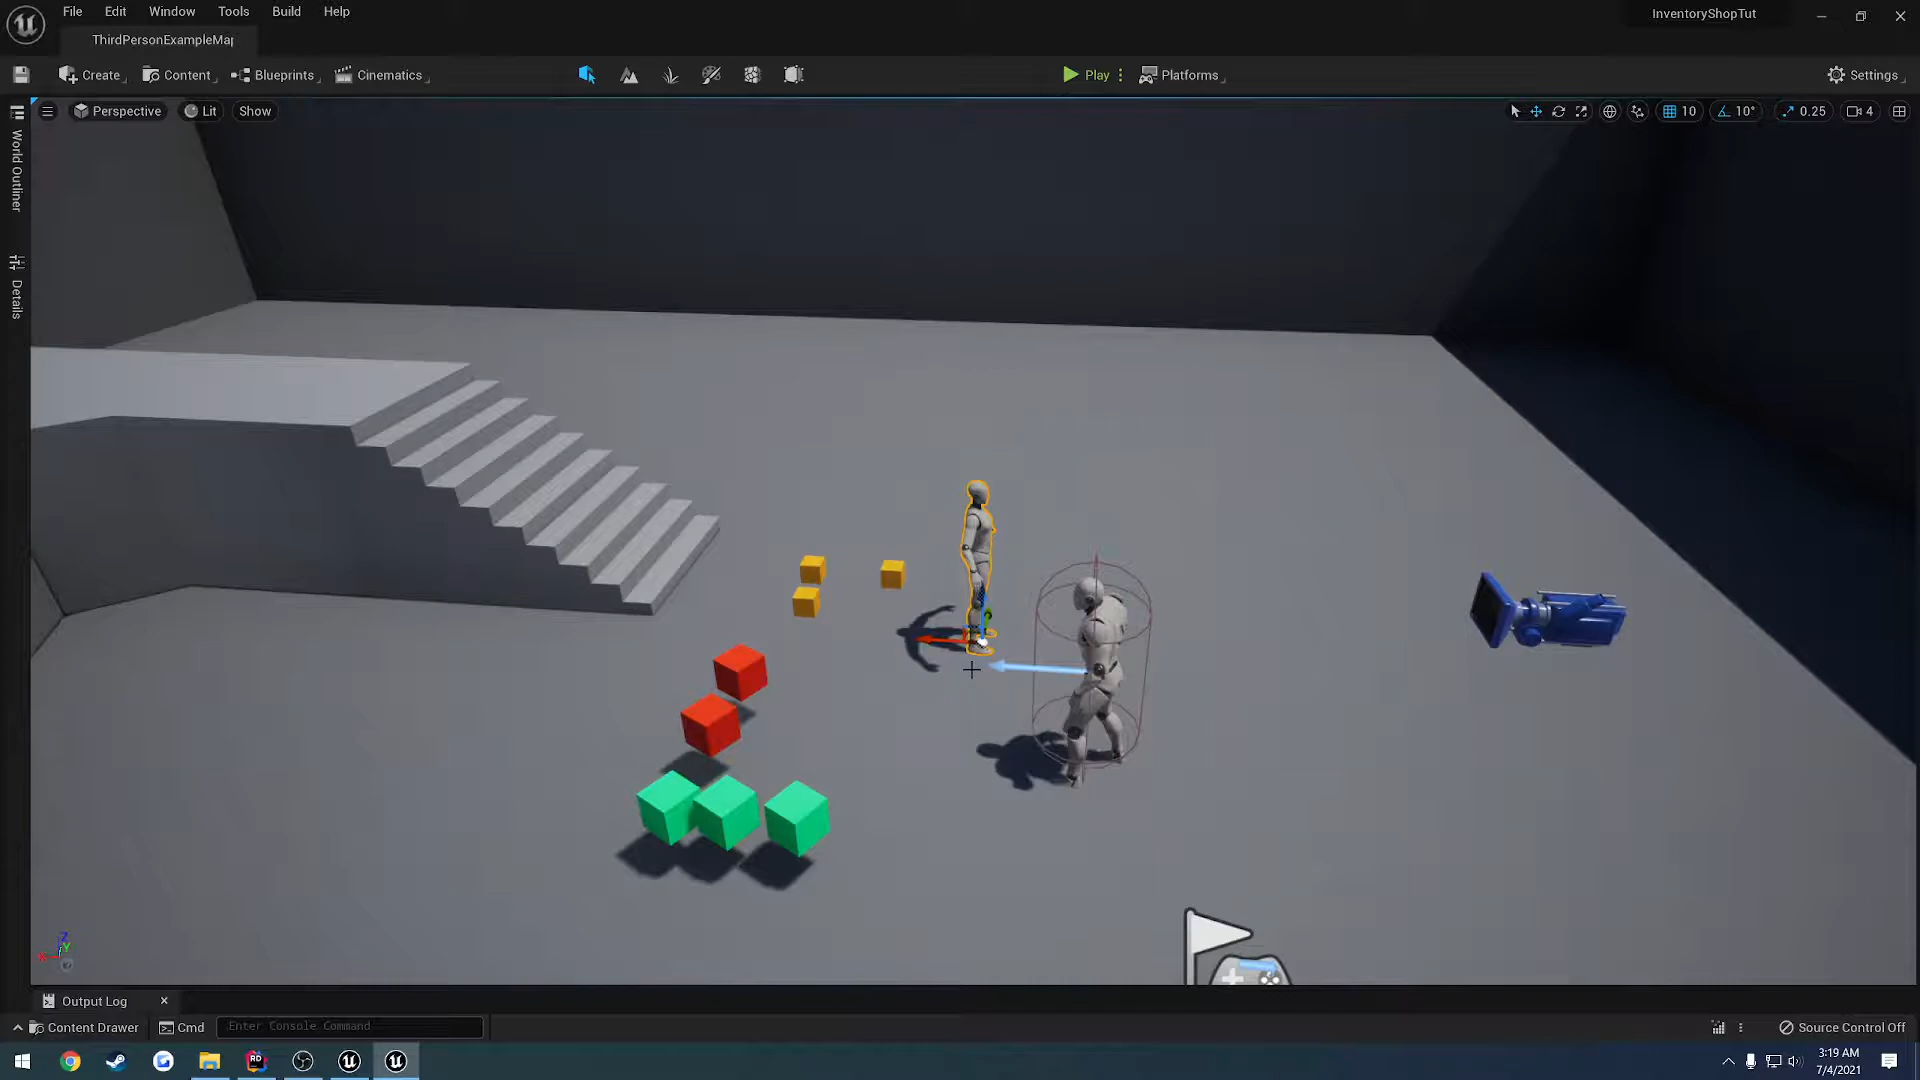 File Edit Window Tools Build Help
InventoryShopTut
ThirdPersonExampleMap
Create Content Blueprints Cinematics Play Platforms Settings
Perspective Lit Show 10 10° 0.25 4
World Outliner
Details
Z
Y
X
Output Log
Content Drawer Cmd Enter Console Command Source Control Off
RD
3:19 AM
7/4/2021